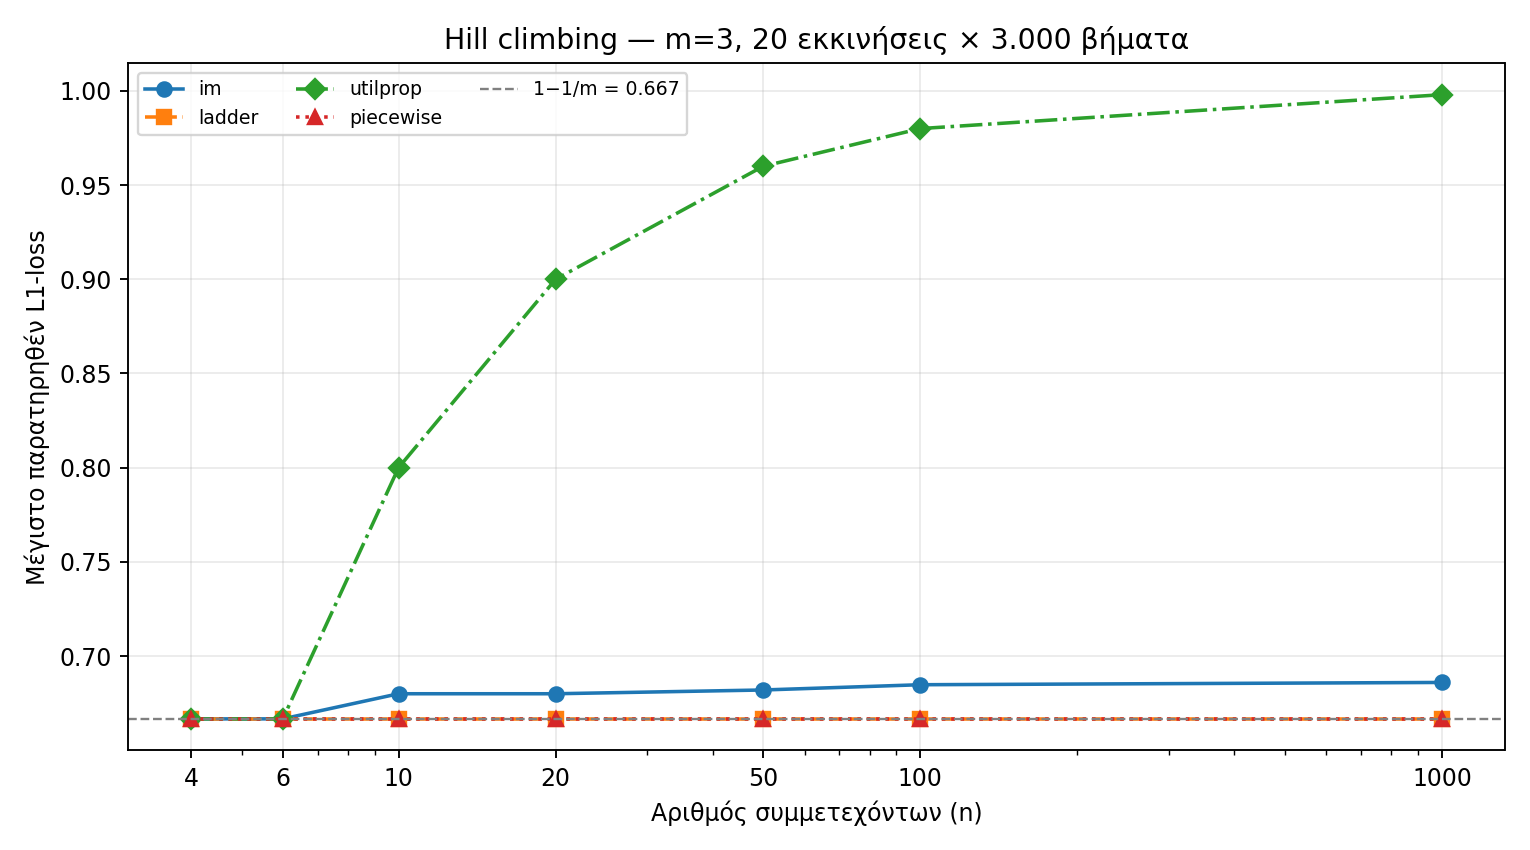 Hill climbing — m=3, 20 εκκινήσεις × 3.000 βήματα
im
ladder
utilprop
piecewise
1−1/m = 0.667
Μέγιστο παρατηρηθέν L1-loss
1.00
0.95
0.90
0.85
0.80
0.75
0.70
4 6 10 20 50 100 1000
Αριθμός συμμετεχόντων (n)